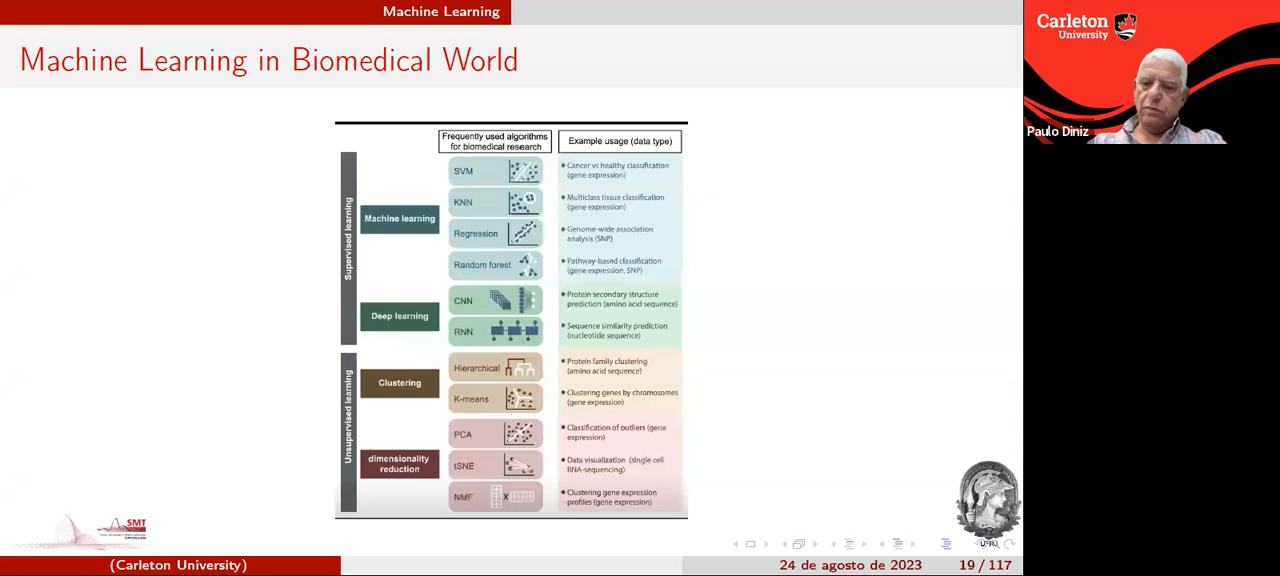 Machine Learning
Machine Learning in Biomedical World
Carleton
University
Paulo Diniz
Frequently used algorithms
for biomedical research
Example usage (data type)
Supervised learning
Machine learning
SVM
Cancer vs healthy classification
(gene expression)
KNN
Multiclass tissue classification
(gene expression)
Regression
Genome-wide association
analysis (SNP)
Random forest
Pathway-based classification
(gene expression, SNP)
Deep learning
CNN
Protein secondary structure
prediction (amino acid sequence)
RNN
Sequence similarity prediction
(nucleotide sequence)
Unsupervised learning
Clustering
Hierarchical
Protein family clustering
(amino acid sequence)
K-means
Clustering genes by chromosomes
(gene expression)
dimensionality
reduction
PCA
Classification of outliers (gene
expression)
tSNE
Data visualization (single cell
RNA-sequencing)
NMF
X
Clustering gene expression
profiles (gene expression)
SMT
UFRJ
(Carleton University)
24 de agosto de 2023
19 / 117